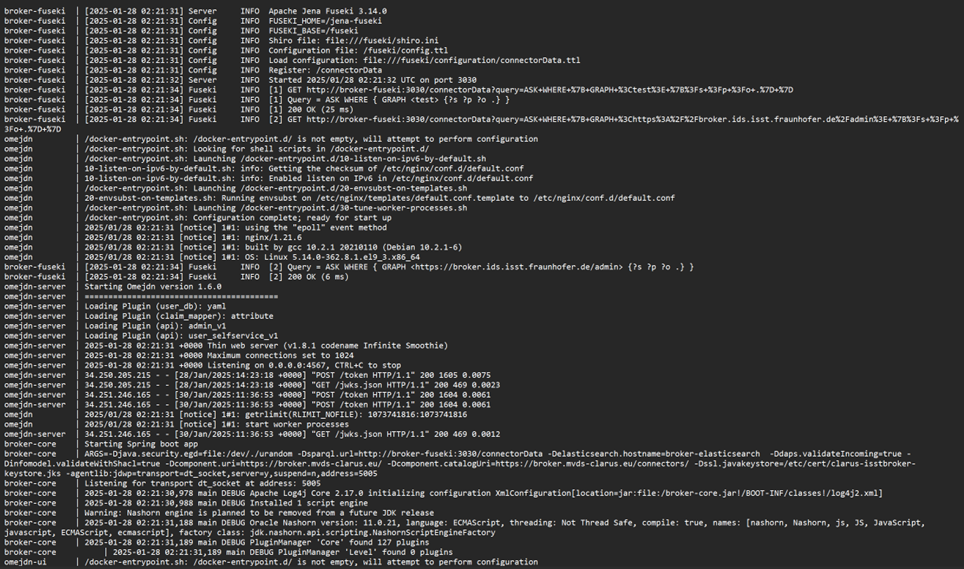 broker-fuseki | [2025-01-28 02:21:31] Server INFO Apache Jena Fuseki 3.14.0
broker-fuseki | [2025-01-28 02:21:31] Config INFO FUSEKI_HOME=/jena-fuseki
broker-fuseki | [2025-01-28 02:21:31] Config INFO FUSEKI_BASE=/fuseki
broker-fuseki | [2025-01-28 02:21:31] Config INFO Shiro file: file:///fuseki/shiro.ini
broker-fuseki | [2025-01-28 02:21:31] Config INFO Configuration file: /fuseki/config.ttl
broker-fuseki | [2025-01-28 02:21:31] Config INFO Load configuration: file:///fuseki/configuration/connectorData.ttl
broker-fuseki | [2025-01-28 02:21:31] Config INFO Register: /connectorData
broker-fuseki | [2025-01-28 02:21:32] Server INFO Started 2025/01/28 02:21:32 UTC on port 3030
broker-fuseki | [2025-01-28 02:21:34] Fuseki INFO [1] GET http://broker-fuseki:3030/connectorData?query=ASK+WHERE+%7B+GRAPH+%3Ctest%3E+%7B%3Fs+%3Fp+%3Fo+.%7D+%7D
broker-fuseki | [2025-01-28 02:21:34] Fuseki INFO [1] Query = ASK WHERE { GRAPH <test> {?s ?p ?o .} }
broker-fuseki | [2025-01-28 02:21:34] Fuseki INFO [1] 200 OK (25 ms)
broker-fuseki | [2025-01-28 02:21:34] Fuseki INFO [2] GET http://broker-fuseki:3030/connectorData?query=ASK+WHERE+%7B+GRAPH+%3Chttps%3A%2F%2Fbroker.ids.isst.fraunhofer.de%2Fadmin%3E+%7B%3Fs+%3Fp+%
3Fo+.%7D+%7D
omejdn | /docker-entrypoint.sh: /docker-entrypoint.d/ is not empty, will attempt to perform configuration
omejdn | /docker-entrypoint.sh: Looking for shell scripts in /docker-entrypoint.d/
omejdn | /docker-entrypoint.sh: Launching /docker-entrypoint.d/10-listen-on-ipv6-by-default.sh
omejdn | 10-listen-on-ipv6-by-default.sh: info: Getting the checksum of /etc/nginx/conf.d/default.conf
omejdn | 10-listen-on-ipv6-by-default.sh: info: Enabled listen on IPv6 in /etc/nginx/conf.d/default.conf
omejdn | /docker-entrypoint.sh: Launching /docker-entrypoint.d/20-envsubst-on-templates.sh
omejdn | 20-envsubst-on-templates.sh: Running envsubst on /etc/nginx/templates/default.conf.template to /etc/nginx/conf.d/default.conf
omejdn | /docker-entrypoint.sh: Launching /docker-entrypoint.d/30-tune-worker-processes.sh
omejdn | /docker-entrypoint.sh: Configuration complete; ready for start up
omejdn | 2025/01/28 02:21:31 [notice] 1#1: using the "epoll" event method
omejdn | 2025/01/28 02:21:31 [notice] 1#1: nginx/1.21.6
omejdn | 2025/01/28 02:21:31 [notice] 1#1: built by gcc 10.2.1 20210110 (Debian 10.2.1-6)
omejdn | 2025/01/28 02:21:31 [notice] 1#1: OS: Linux 5.14.0-362.8.1.el9_3.x86_64
broker-fuseki | [2025-01-28 02:21:34] Fuseki INFO [2] Query = ASK WHERE { GRAPH <https://broker.ids.isst.fraunhofer.de/admin> {?s ?p ?o .} }
broker-fuseki | [2025-01-28 02:21:34] Fuseki INFO [2] 200 OK (6 ms)
omejdn-server | Starting Omejdn version 1.6.0
omejdn-server | =========================================
omejdn-server | Loading Plugin (user_db): yaml
omejdn-server | Loading Plugin (claim_mapper): attribute
omejdn-server | Loading Plugin (api): admin_v1
omejdn-server | Loading Plugin (api): user_selfservice_v1
omejdn-server | 2025-01-28 02:21:31 +0000 Thin web server (v1.8.1 codename Infinite Smoothie)
omejdn-server | 2025-01-28 02:21:31 +0000 Maximum connections set to 1024
omejdn-server | 2025-01-28 02:21:31 +0000 Listening on 0.0.0.0:4567, CTRL+C to stop
omejdn-server | 34.250.205.215 - - [28/Jan/2025:14:23:18 +0000] "POST /token HTTP/1.1" 200 1605 0.0075
omejdn-server | 34.250.205.215 - - [28/Jan/2025:14:23:18 +0000] "GET /jwks.json HTTP/1.1" 200 469 0.0023
omejdn-server | 34.251.246.165 - - [30/Jan/2025:11:36:53 +0000] "POST /token HTTP/1.1" 200 1604 0.0061
omejdn-server | 34.251.246.165 - - [30/Jan/2025:11:36:53 +0000] "POST /token HTTP/1.1" 200 1604 0.0061
omejdn | 2025/01/28 02:21:31 [notice] 1#1: getrlimit(RLIMIT_NOFILE): 1073741816:1073741816
omejdn | 2025/01/28 02:21:31 [notice] 1#1: start worker processes
omejdn-server | 34.251.246.165 - - [30/Jan/2025:11:36:53 +0000] "GET /jwks.json HTTP/1.1" 200 469 0.0012
broker-core | Starting Spring boot app
broker-core | ARGS=-Djava.security.egd=file:/dev/./urandom -Dsparql.url=http://broker-fuseki:3030/connectorData -Delasticsearch.hostname=broker-elasticsearch -Ddaps.validateIncoming=true -
Dinfomodel.validateWithShacl=true -Dcomponent.uri=https://broker.mvds-clarus.eu/ -Dcomponent.catalogUri=https://broker.mvds-clarus.eu/connectors/ -Dssl.javakeystore=/etc/cert/clarus-isstbroker-
keystore.jks -agentlib:jdwp=transport=dt_socket,server=y,suspend=n,address=5005
broker-core | Listening for transport dt_socket at address: 5005
broker-core | 2025-01-28 02:21:30,978 main DEBUG Apache Log4j Core 2.17.0 initializing configuration XmlConfiguration[location=jar:file:/broker-core.jar!/BOOT-INF/classes!/log4j2.xml]
broker-core | 2025-01-28 02:21:30,988 main DEBUG Installed 1 script engine
broker-core | Warning: Nashorn engine is planned to be removed from a future JDK release
broker-core | 2025-01-28 02:21:31,188 main DEBUG Oracle Nashorn version: 11.0.21, language: ECMAScript, threading: Not Thread Safe, compile: true, names: [nashorn, Nashorn, js, JS, JavaScript,
javascript, ECMAScript, ecmascript], factory class: jdk.nashorn.api.scripting.NashornScriptEngineFactory
broker-core | 2025-01-28 02:21:31,189 main DEBUG PluginManager 'Core' found 127 plugins
broker-core | 2025-01-28 02:21:31,189 main DEBUG PluginManager 'Level' found 0 plugins
omejdn-ui | /docker-entrypoint.sh: /docker-entrypoint.d/ is not empty, will attempt to perform configuration